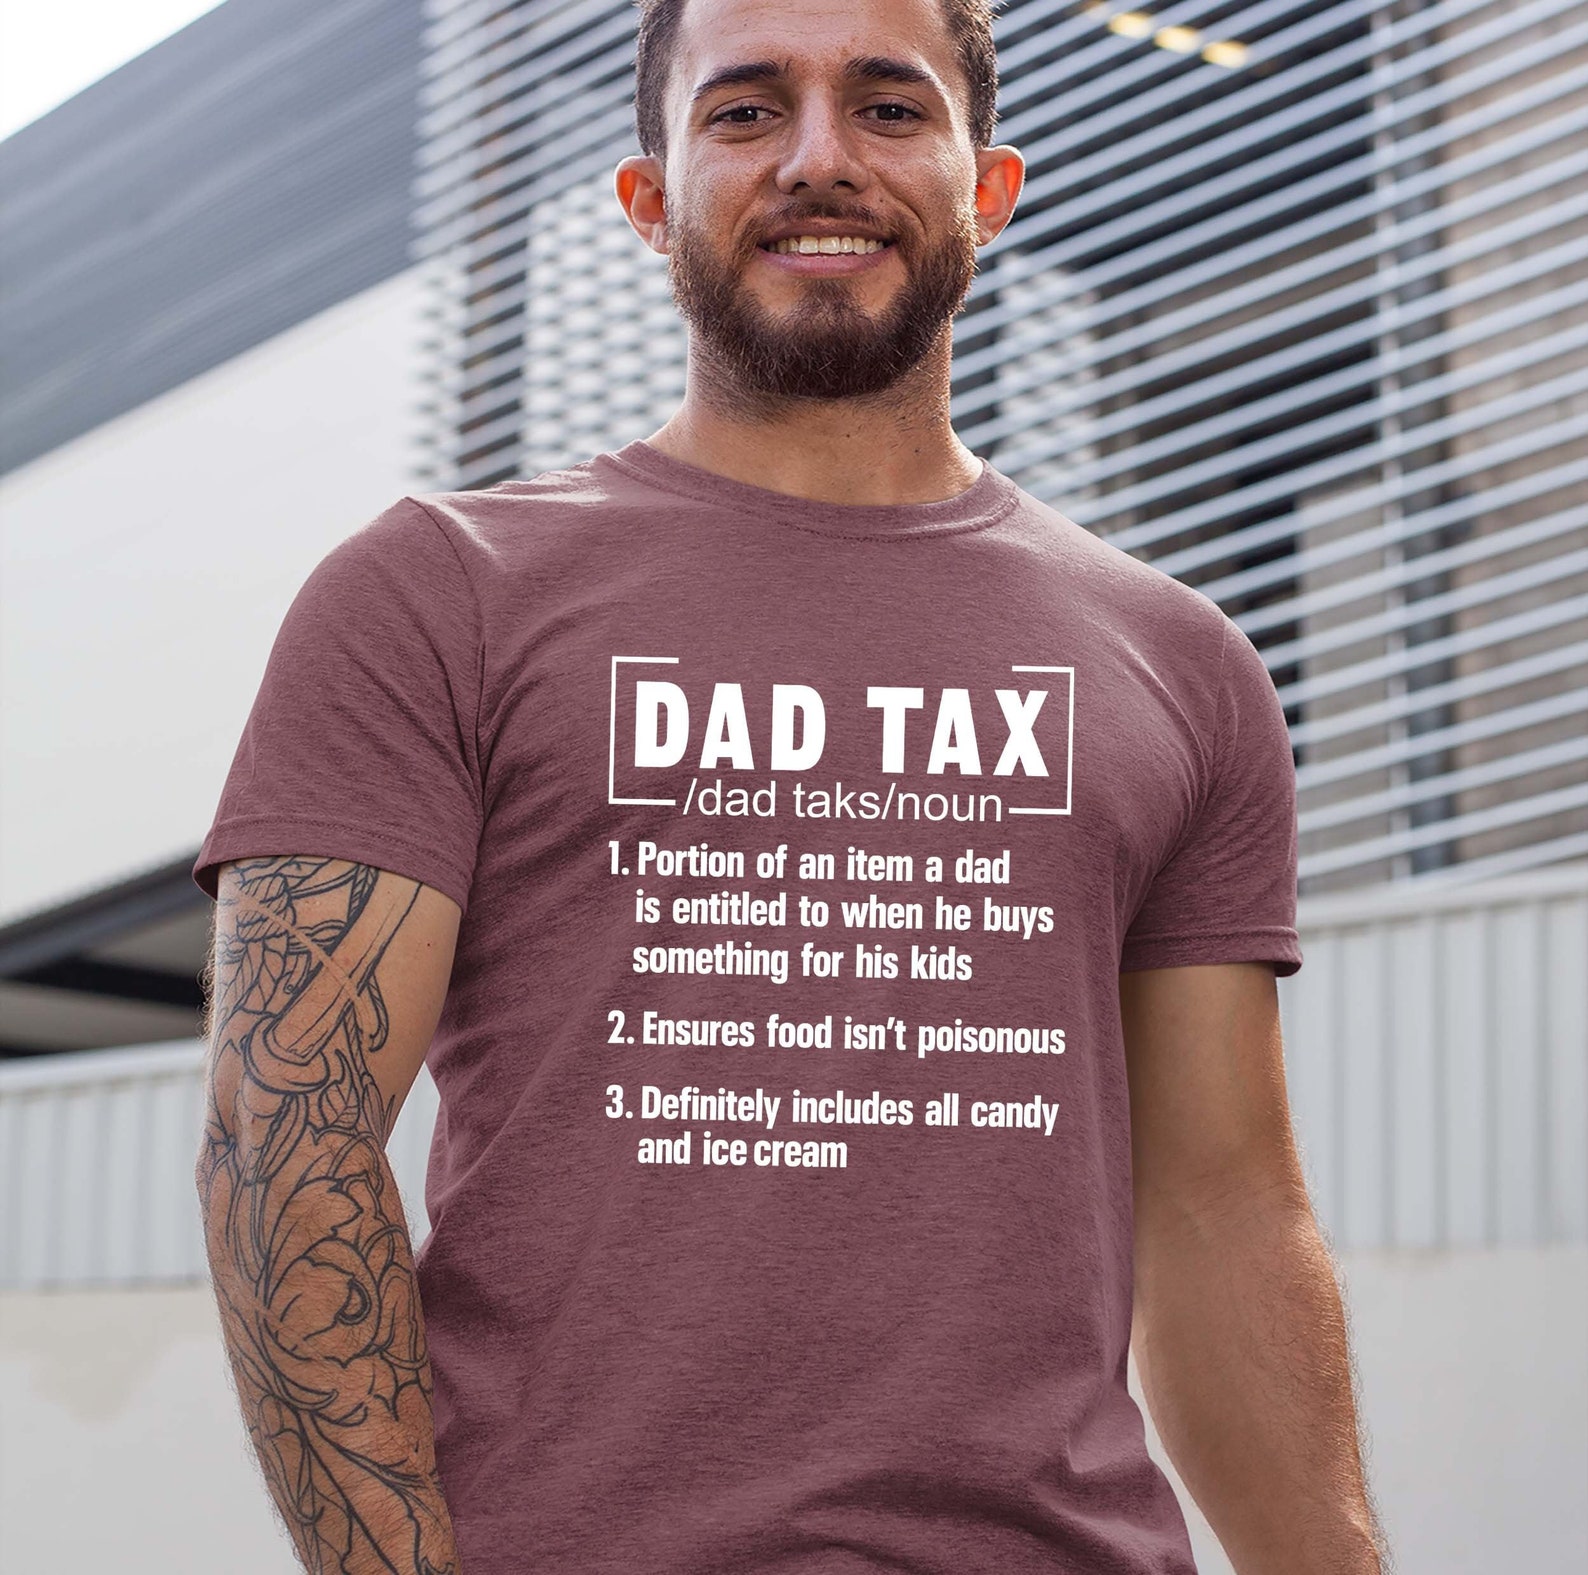 DAD TAX
/dad taks/noun
1. Portion of an item a dad
is entitled to when he buys
something for his kids
2. Ensures food isn't poisonous
3. Definitely includes all candy
and ice cream